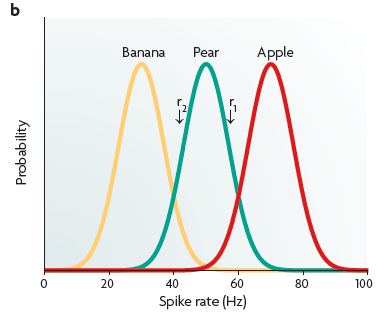 b
Banana Pear Apple
r2 r1
Probability
0 20 40 60 80 100
Spike rate (Hz)